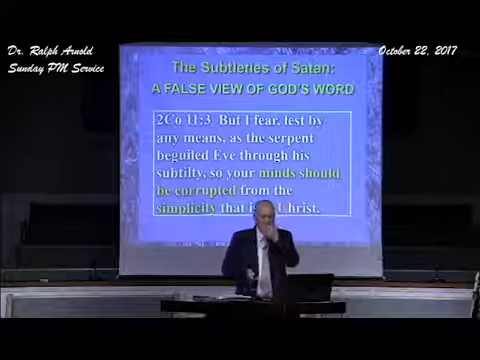 Dr. Ralph Arnold
Sunday PM Service
October 22, 2017
The Subtleties of Satan:
A FALSE VIEW OF GOD'S WORD
2Co 11:3 But I fear, lest by
any means, as the serpent
beguiled Eve through his
subtilty, so your minds should
be corrupted from the
simplicity that is Christ.